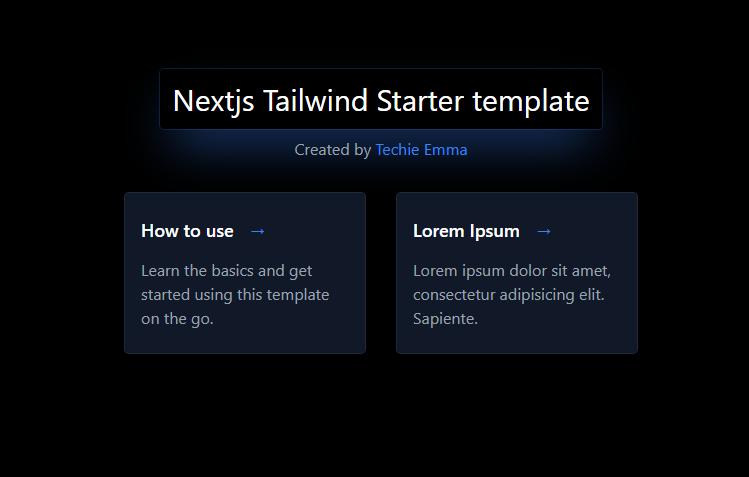 Nextjs Tailwind Starter template
Created by Techie Emma
How to use →
Learn the basics and get
started using this template
on the go.
Lorem Ipsum →
Lorem ipsum dolor sit amet,
consectetur adipisicing elit.
Sapiente.